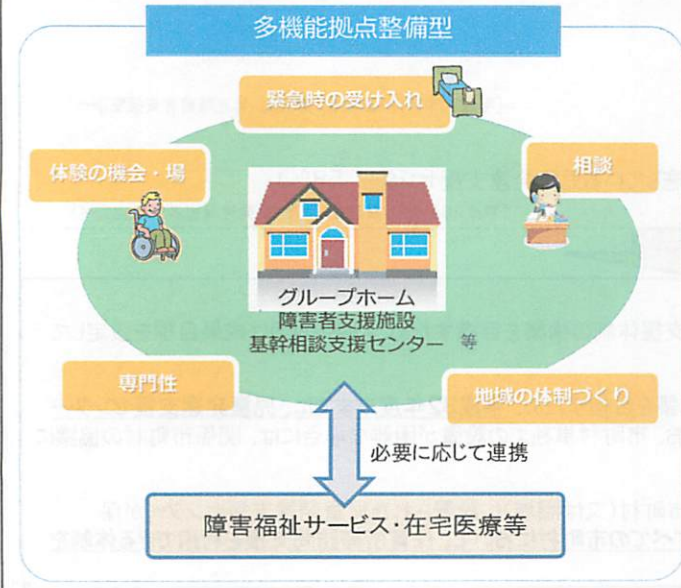 多機能拠点整備型
緊急時の受け入れ
体験の機会・場
相談
グループホーム
障害者支援施設
基幹相談支援センター 等
専門性
地域の体制づくり
必要に応じて連携
障害福祉サービス・在宅医療等